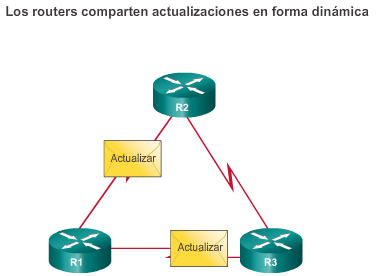 Los routers comparten actualizaciones en forma dinámica
R2
Actualizar
Actualizar
R1
R3